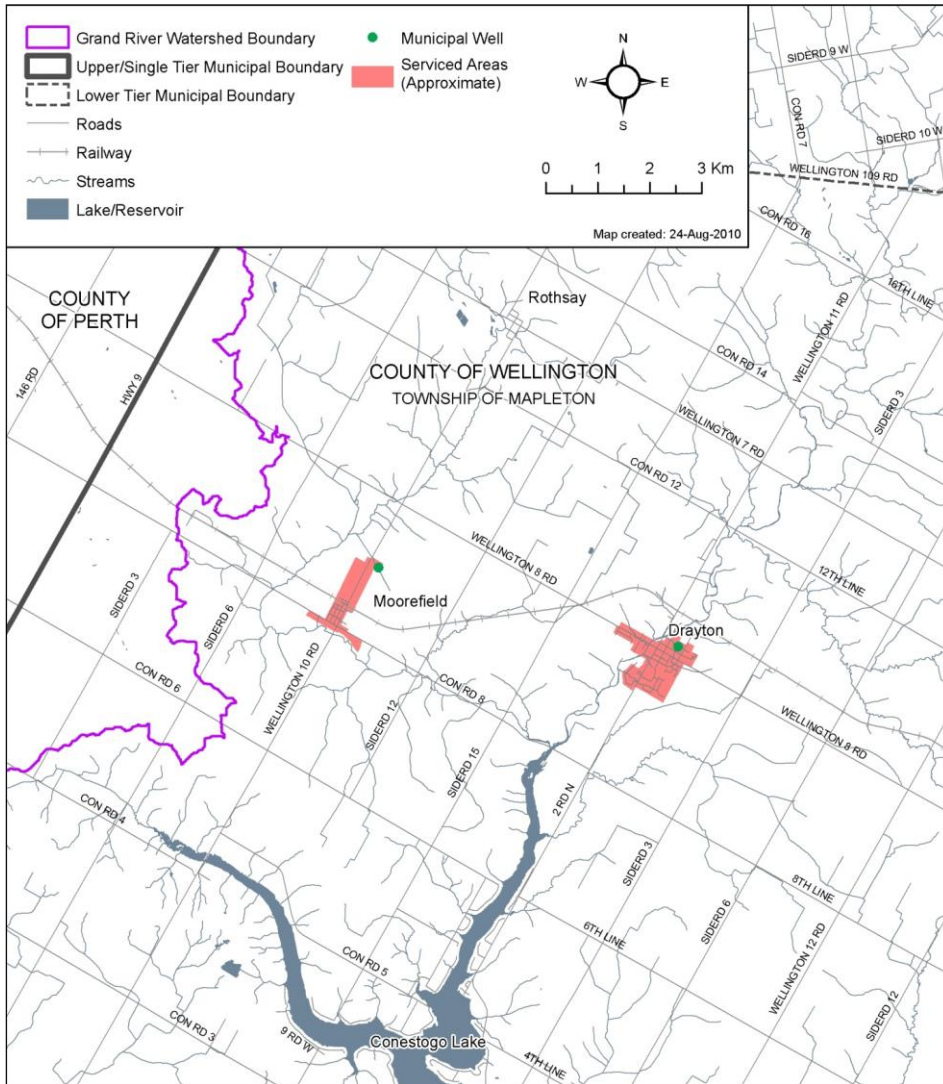 Grand River Watershed Boundary
Upper/Single Tier Municipal Boundary
Lower Tier Municipal Boundary
Roads
Railway
Streams
Lake/Reservoir
Municipal Well
Serviced Areas
(Approximate)
N
W
E
S
0 1 2 3 Km
Map created: 24-Aug-2010
SIDERD 9 W
CON RD 7
SIDERD 10 W
WELLINGTON 109 RD
CON RD 16
16TH LINE
WELLINGTON 11 RD
COUNTY
OF PERTH
Rothsay
146 RD
HWY 9
COUNTY OF WELLINGTON
TOWNSHIP OF MAPLETON
CON RD 14
SIDERD 3
WELLINGTON 7 RD
CON RD 12
WELLINGTON 8 RD
12TH LINE
SIDERD 3
SIDERD 6
Moorefield
Drayton
CON RD 6
WELLINGTON 10 RD
SIDERD 12
CON RD 8
SIDERD 15
WELLINGTON 8 RD
2 RD N
CON RD 4
SIDERD 3
SIDERD 6
8TH LINE
6TH LINE
WELLINGTON 12 RD
CON RD 5
SIDERD 12
CON RD 3
9 RD W
Conestogo Lake
4TH LINE